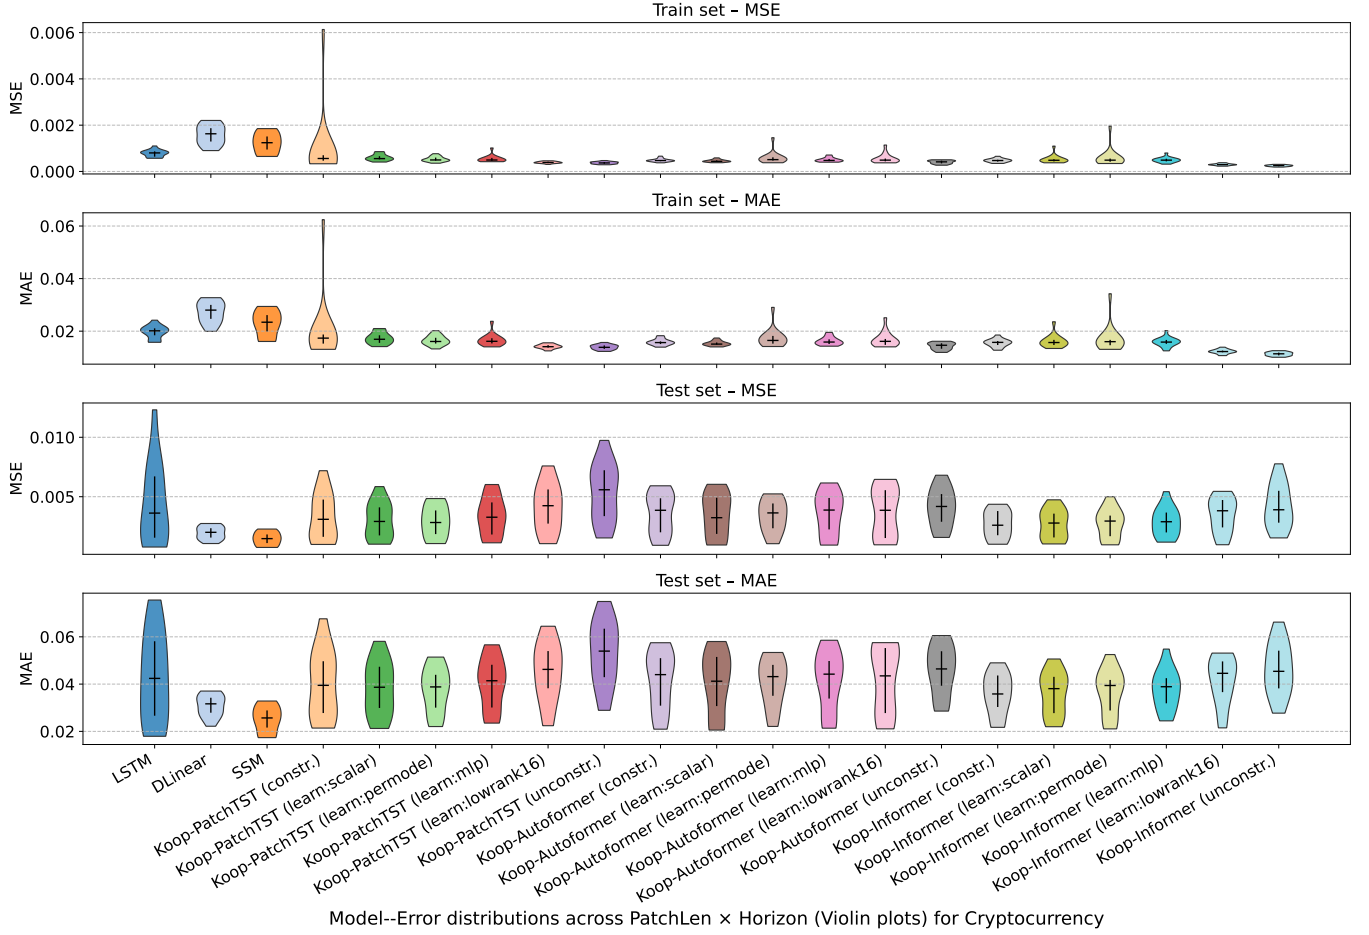 Train set – MSE
0.006
0.004
0.002
0.000
MSE
Train set – MAE
0.06
0.04
0.02
MAE
Test set – MSE
0.010
0.005
MSE
Test set – MAE
0.06
0.04
0.02
MAE
LSTM
DLinear
SSM
Koop-PatchTST (constr.)
Koop-PatchTST (learn:scalar)
Koop-PatchTST (learn:permode)
Koop-PatchTST (learn:mlp)
Koop-PatchTST (learn:lowrank16)
Koop-PatchTST (unconstr.)
Koop-Autoformer (constr.)
Koop-Autoformer (learn:scalar)
Koop-Autoformer (learn:permode)
Koop-Autoformer (learn:mlp)
Koop-Autoformer (learn:lowrank16)
Koop-Autoformer (unconstr.)
Koop-Informer (constr.)
Koop-Informer (learn:scalar)
Koop-Informer (learn:permode)
Koop-Informer (learn:mlp)
Koop-Informer (learn:lowrank16)
Koop-Informer (unconstr.)
Model--Error distributions across PatchLen × Horizon (Violin plots) for Cryptocurrency